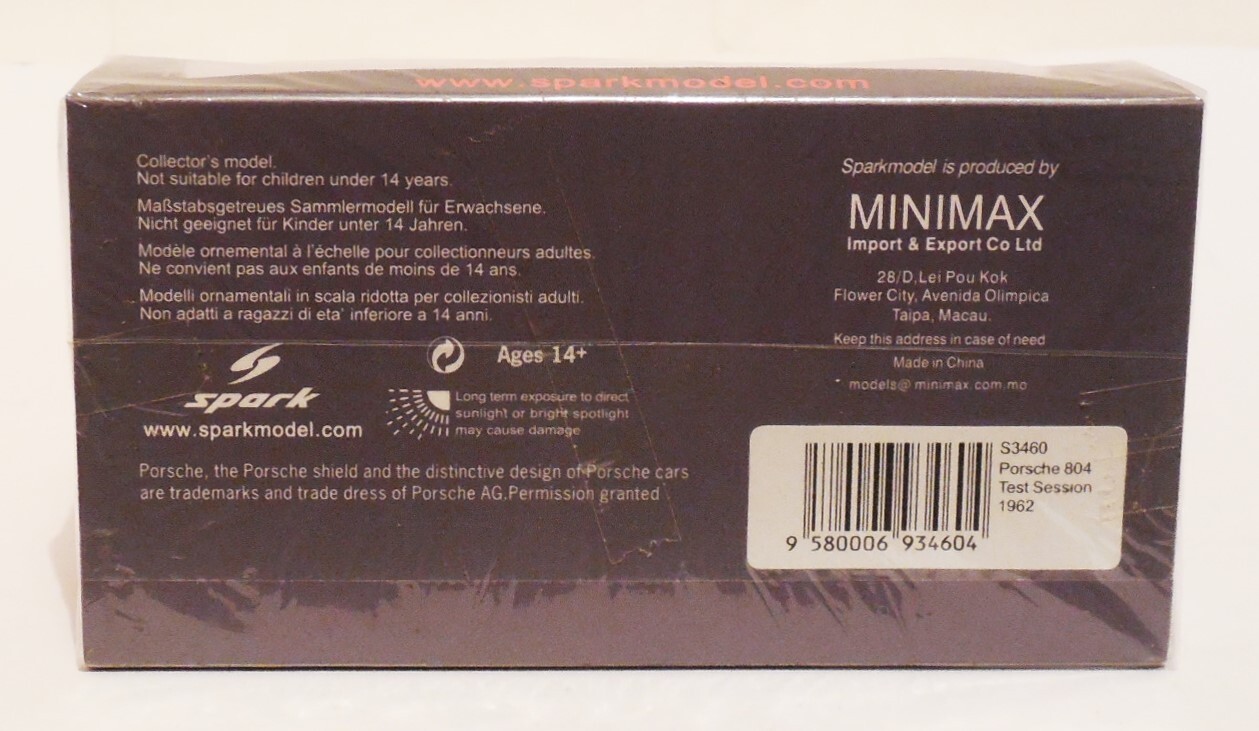 www.sparkmodel.com
Collector's model.
Not suitable for children under 14 years.
Maßstabsgetreues Sammlermodell für Erwachsene.
Nicht geeignet für Kinder unter 14 Jahren.
Modèle ornemental à l'échelle pour collectionneurs adultes.
Ne convient pas aux enfants de moins de 14 ans.
Modelli ornamentali in scala ridotta per collezionisti adulti.
Non adatti a ragazzi di eta' inferiore a 14 anni.
Ages 14+
spark
www.sparkmodel.com
Long term exposure to direct
sunlight or bright spotlight
may cause damage
Porsche, the Porsche shield and the distinctive design of Porsche cars
are trademarks and trade dress of Porsche AG.Permission granted
Sparkmodel is produced by
MINIMAX
Import & Export Co Ltd
28/D,Lei Pou Kok
Flower City, Avenida Olimpica
Taipa, Macau.
Keep this address in case of need
Made in China
models@minimax.com.mo
S3460
Porsche 804
Test Session
1962
9 580006 934604